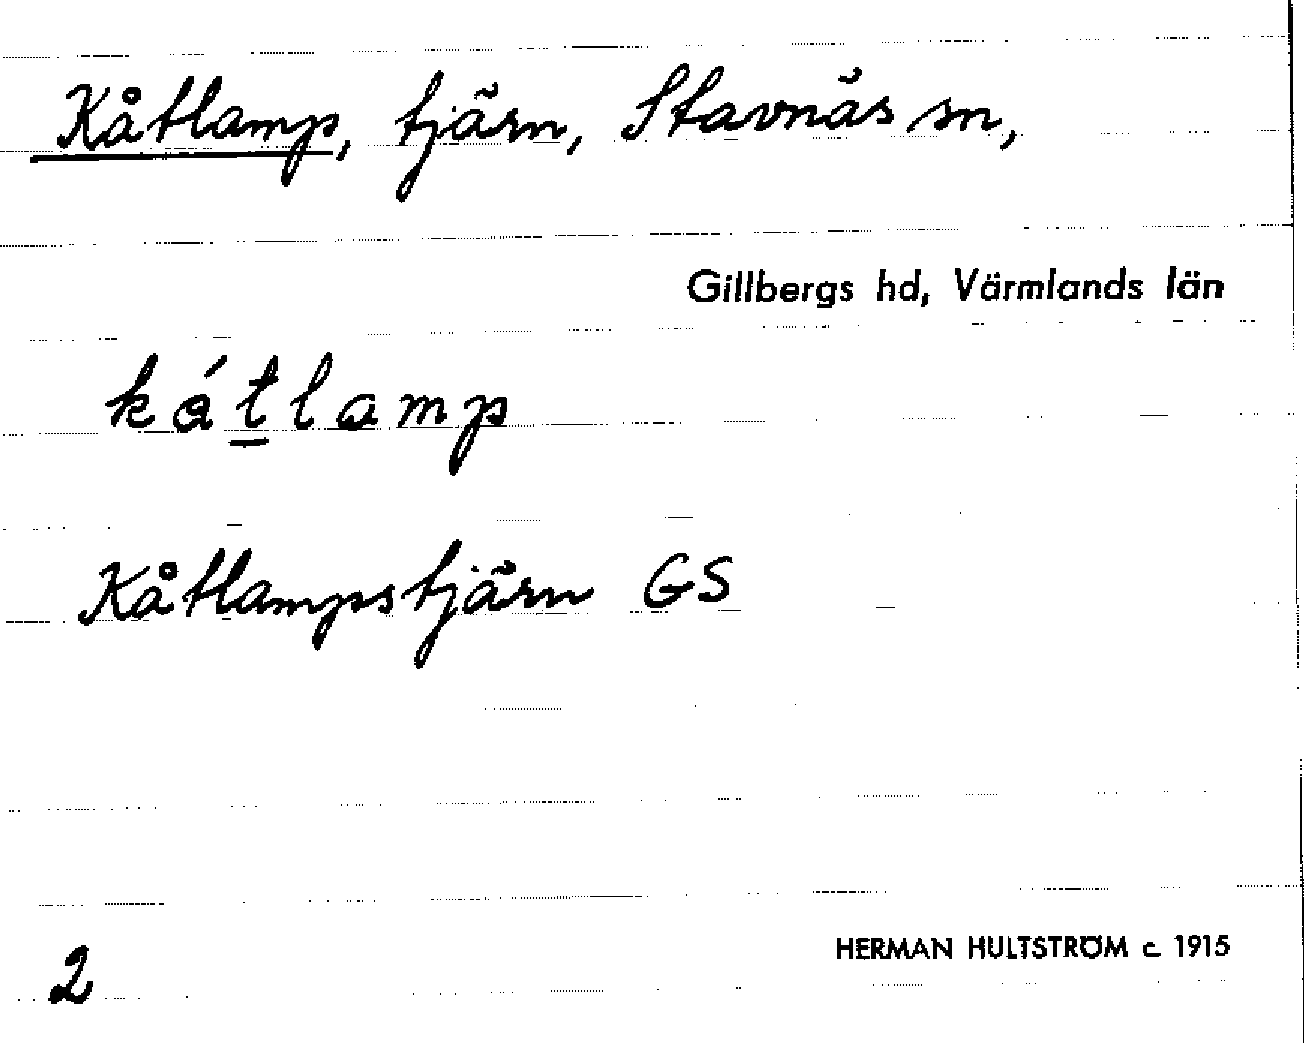 Kåtlamp, tjärn, Stavnäs sn,
Gillbergs hd, Värmlands län
kátlamp
Kåtlampstjärn GS
2
HERMAN HULTSTRÖM c. 1915